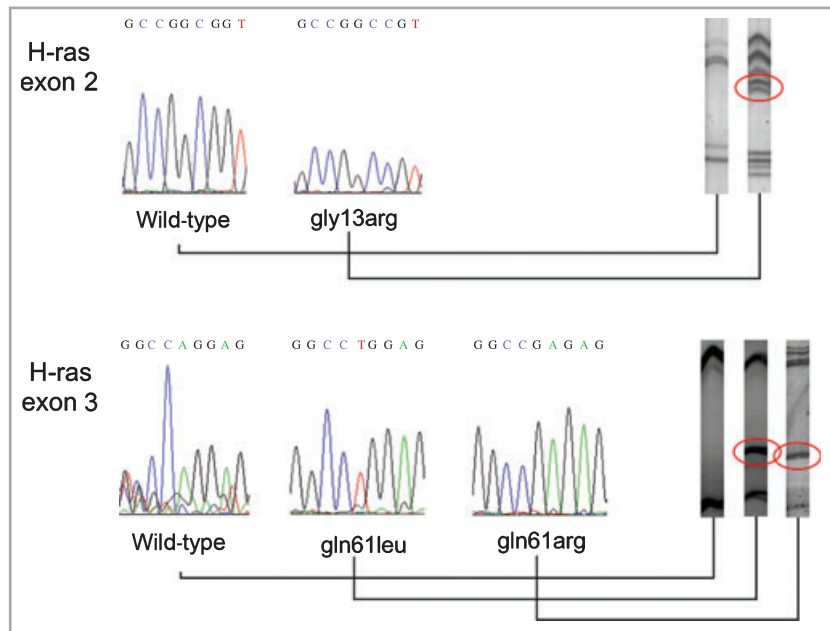 G C C G G C G G T
G C C G G C C G T
H-ras
exon 2
Wild-type
gly13arg
G G C C A G G A G
G G C C T G G A G
G G C C G A G A G
H-ras
exon 3
Wild-type
gln61leu
gln61arg